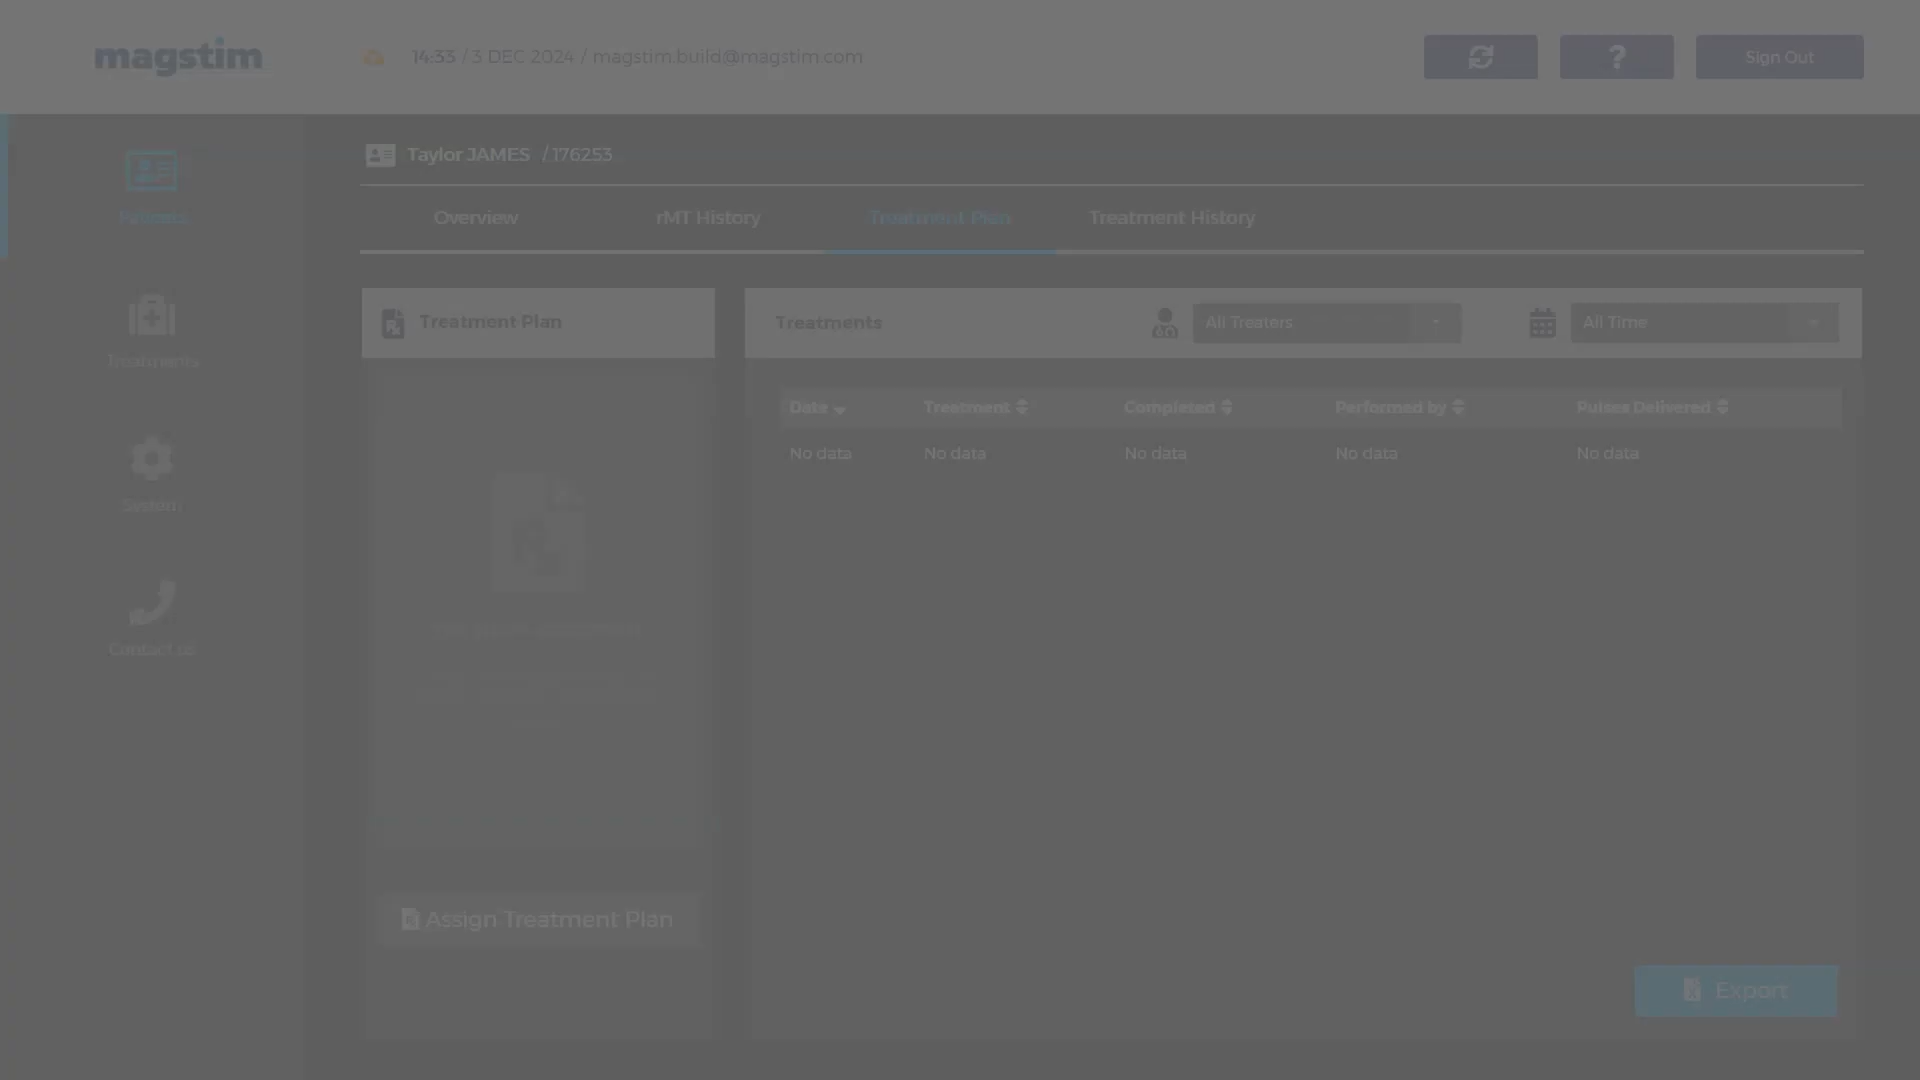 magstim
14:33 / 3 DEC 2024 / magstim.build@magstim.com
?
Sign Out
Patients
Treatments
System
Contact us
Taylor JAMES / 176253
Overview
rMT History
Treatment Plan
Treatment History
Treatment Plan
Assign Treatment Plan
Treatments
All Treaters
All Time
Date Treatment Completed Performed by Pulses Delivered
No data No data No data No data No data
Export